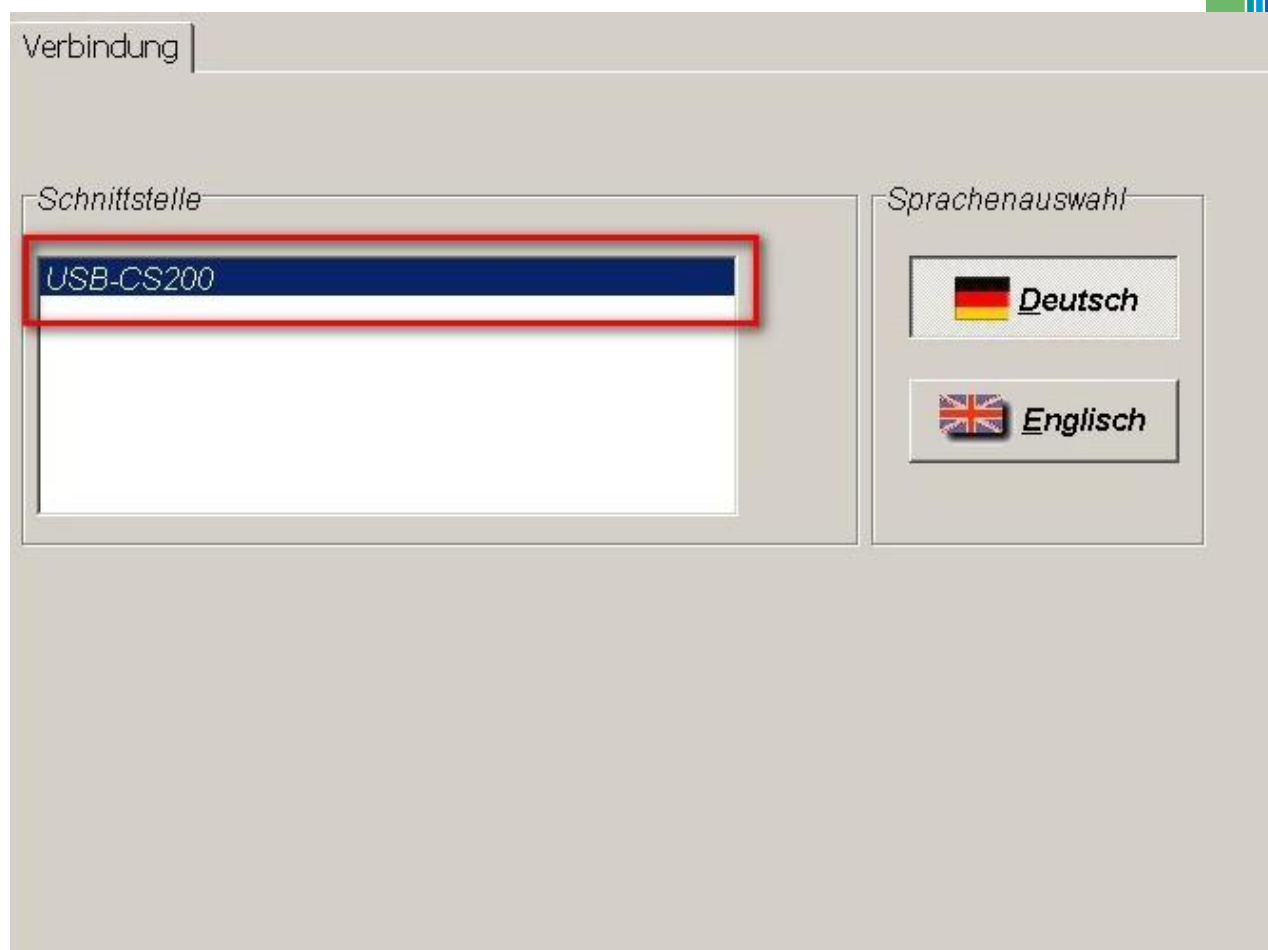 Verbindung
Schnittstelle
USB-CS200
Sprachenauswahl
Deutsch
Englisch